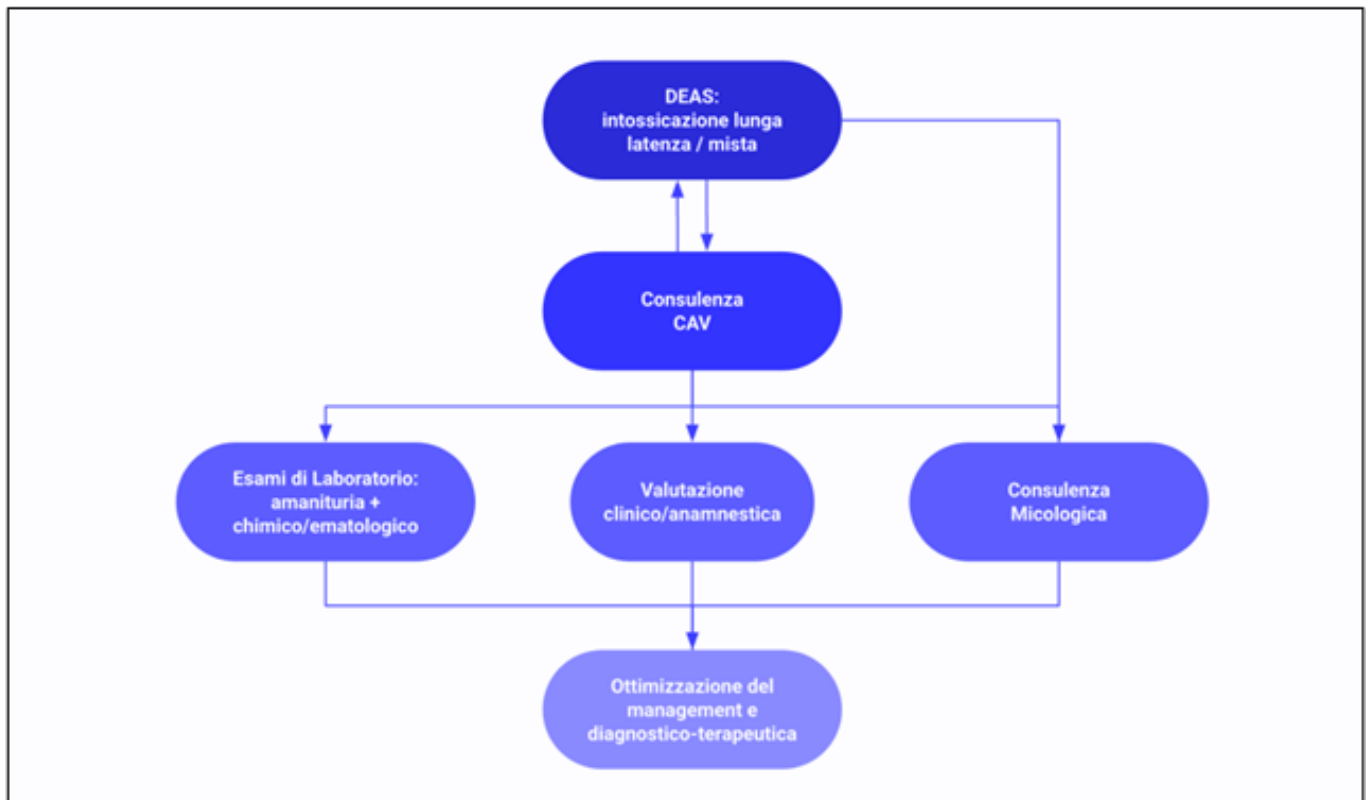 DEAS:
intossicazione lunga
latenza / mista
Consulenza
CAV
Esami di Laboratorio:
amanituria +
chimico/ematologico
Valutazione
clinico/anamnestica
Consulenza
Micologica
Ottimizzazione del
management e
diagnostico-terapeutica